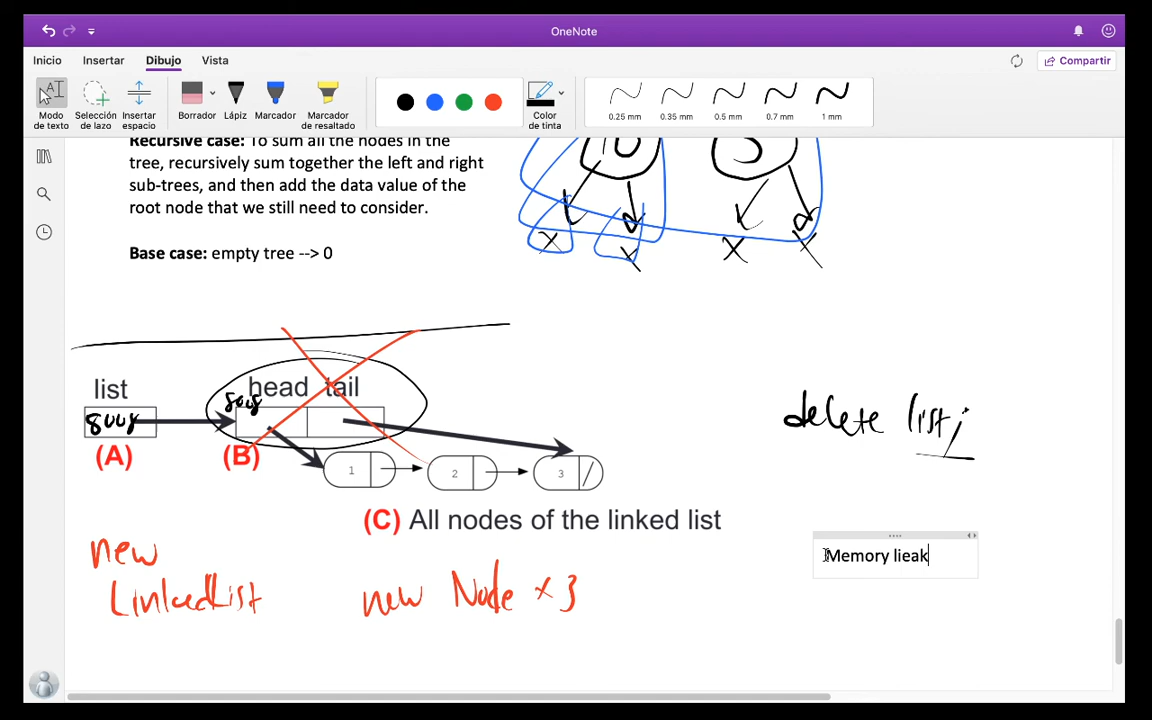 OneNote
Inicio Insertar Dibujo Vista
Compartir
Modo de texto
Selección de lazo
Insertar espacio
Borrador
Lápiz
Marcador
Marcador de resaltado
Color de tinta
0.25 mm 0.35 mm 0.5 mm 0.7 mm 1 mm
Recursive case: To sum all the nodes in the
tree, recursively sum together the left and right
sub-trees, and then add the data value of the
root node that we still need to consider.
Base case: empty tree --> 0
10 3
x x x x
list head tail
8008 8008
(A) (B)
1 2 3 /
(C) All nodes of the linked list
delete list;
Memory lieak
new
LinkedList
new Node x 3